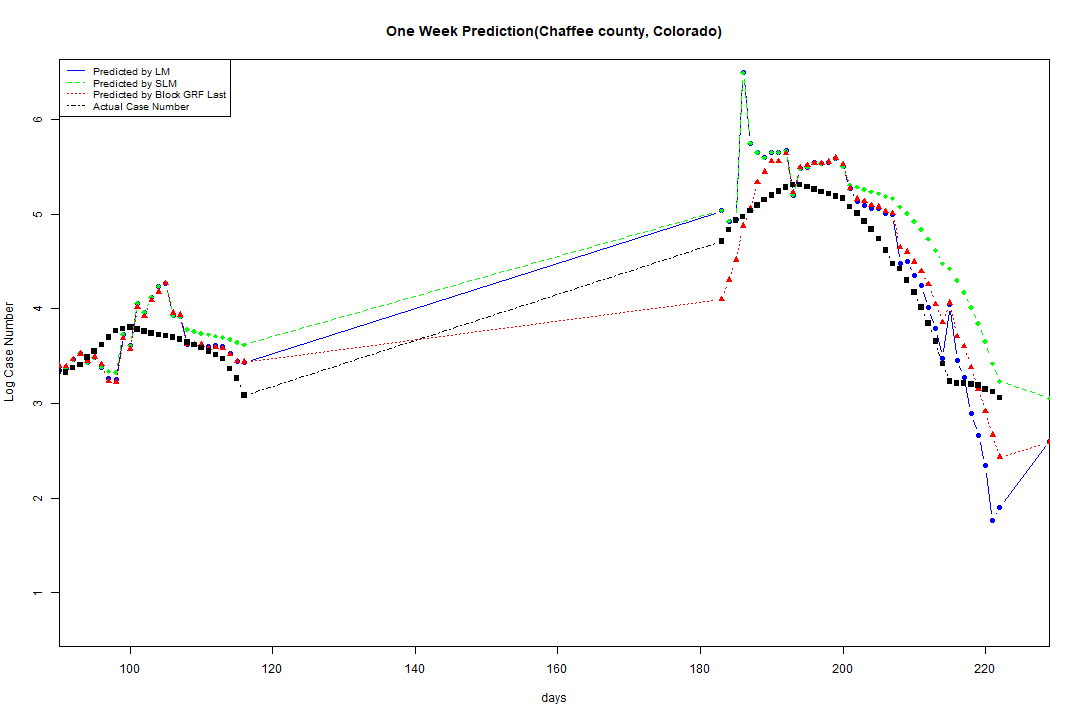 One Week Prediction(Chaffee county, Colorado)
Predicted by LM
Predicted by SLM
Predicted by Block GRF Last
Actual Case Number
Log Case Number
6
5
4
3
2
1
100 120 140 160 180 200 220
days